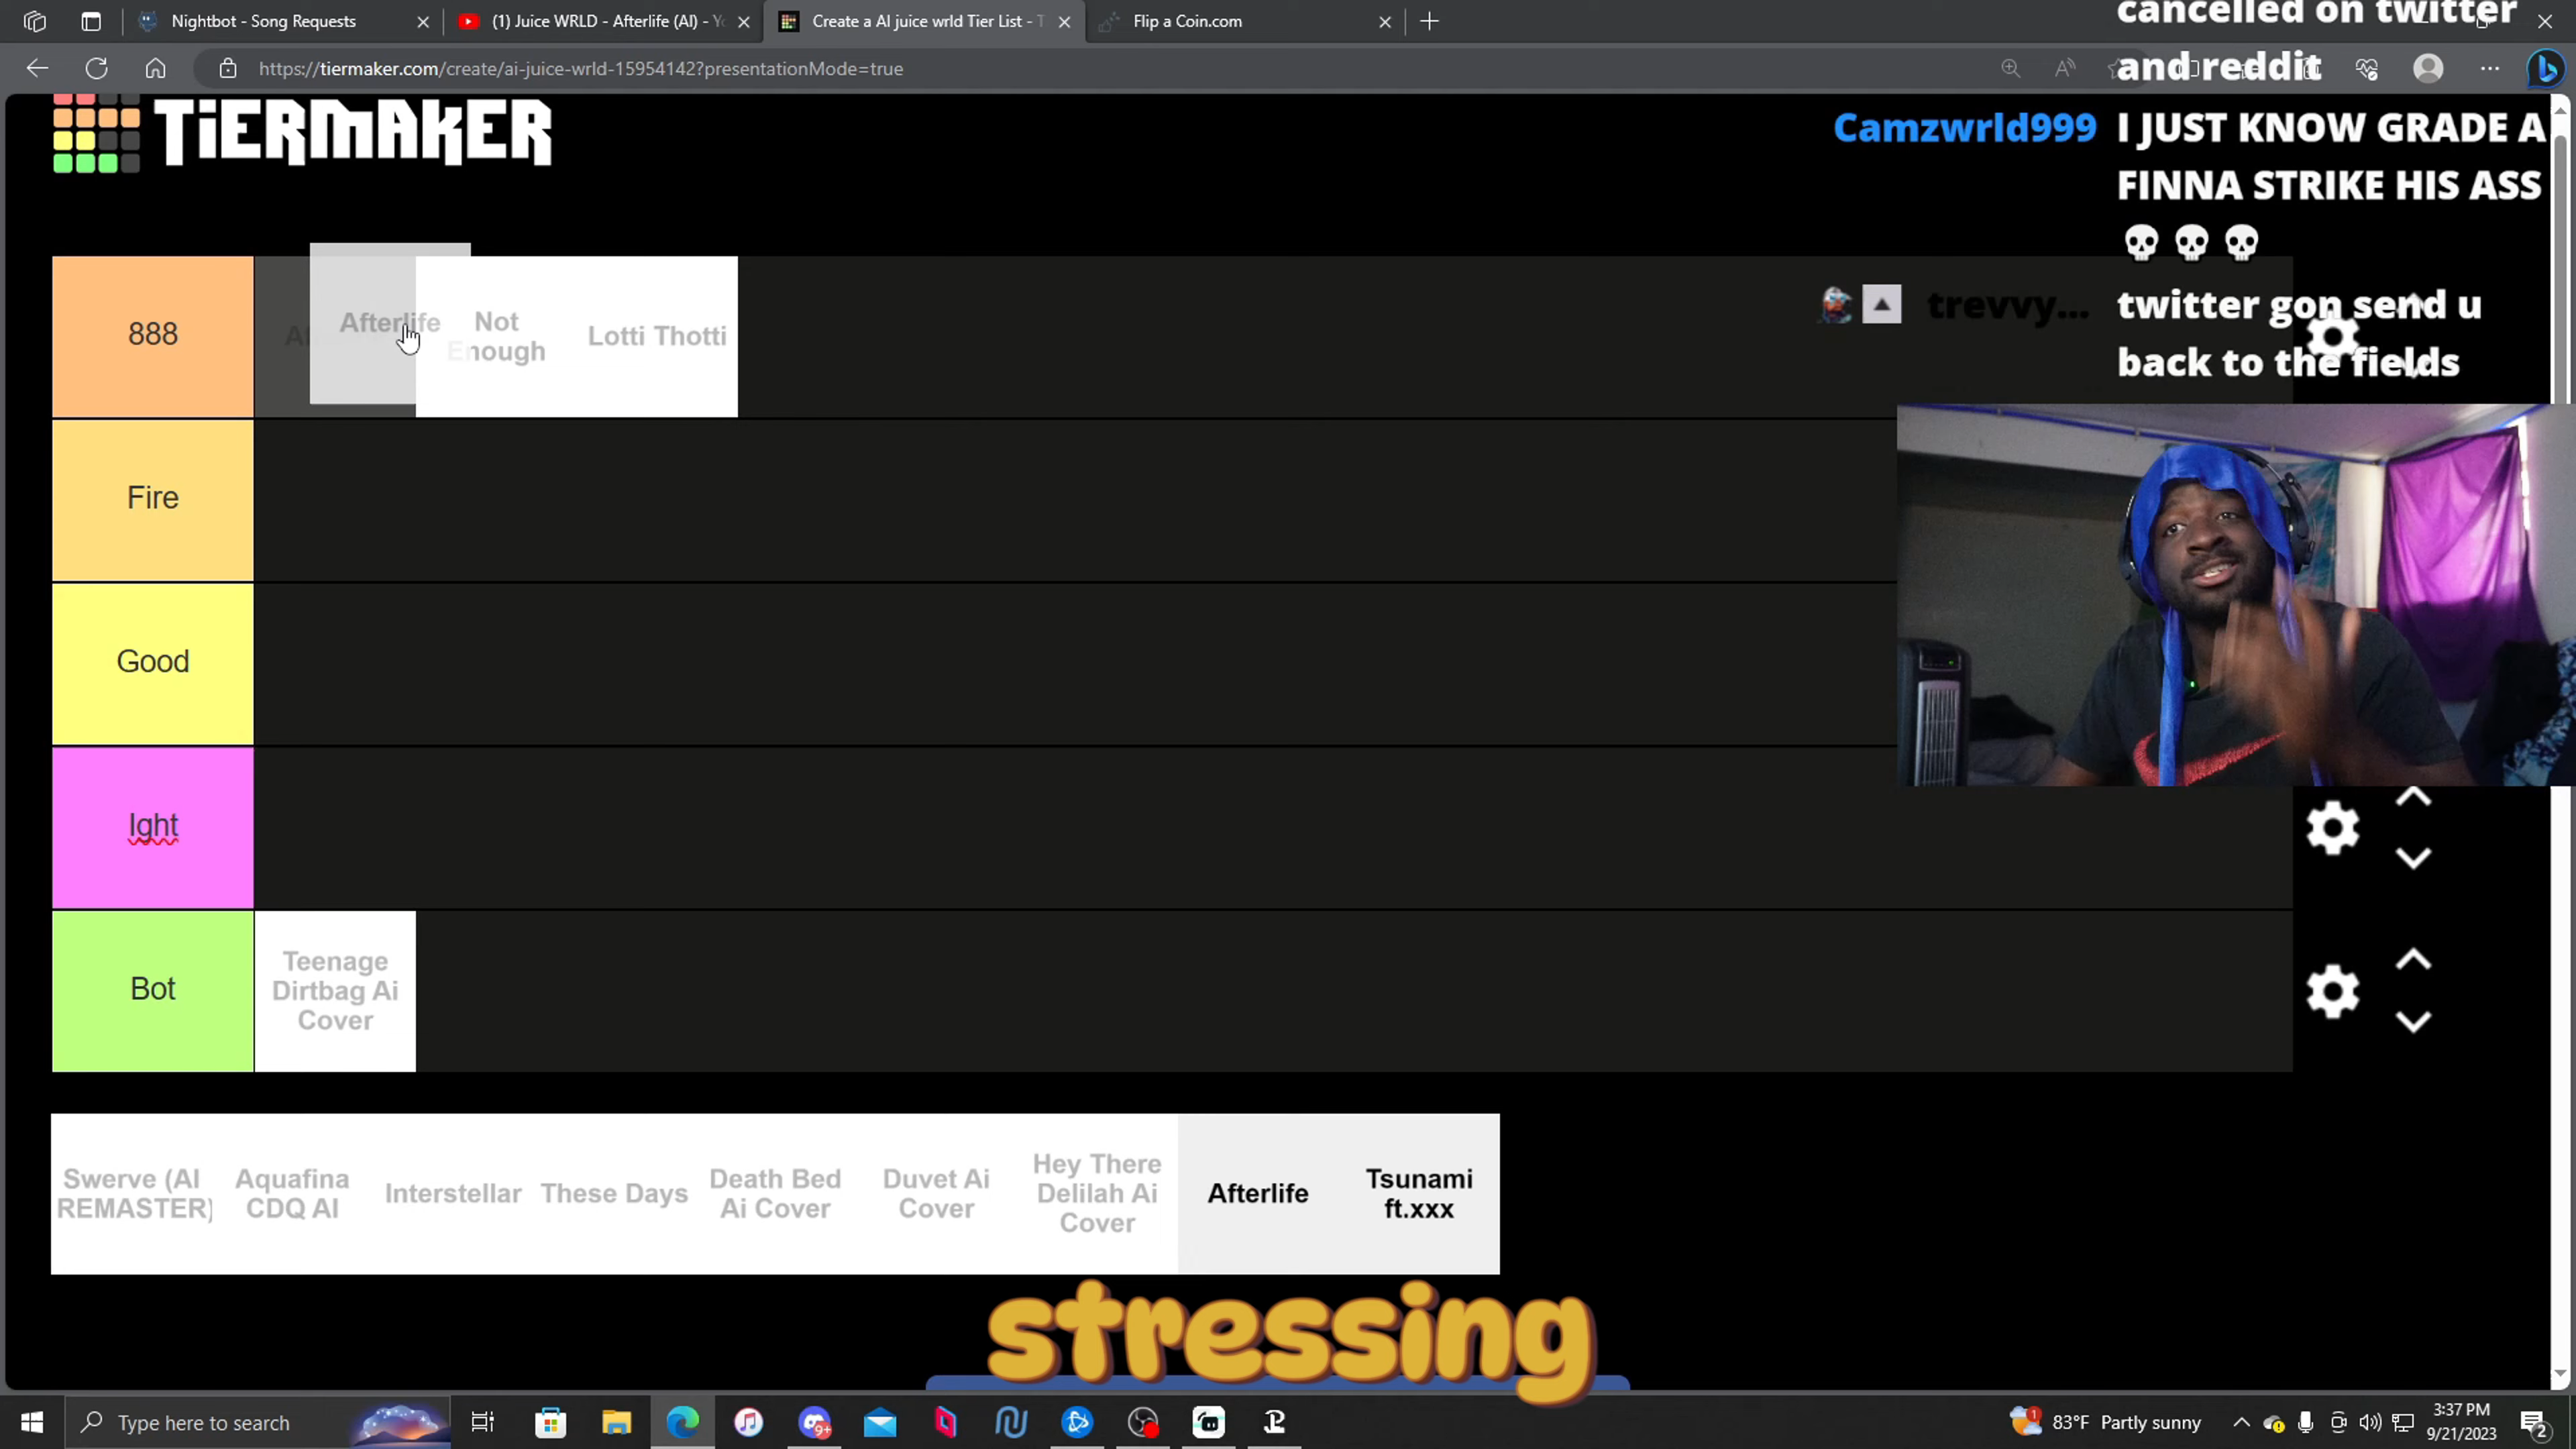 Nightbot - Song Requests
(1) Juice WRLD - Afterlife (AI) - Yo
Create a AI juice wrld Tier List - T
Flip a Coin.com
https://tiermaker.com/create/ai-juice-wrld-15954142?presentationMode=true
TiERMAKER
cancelled on twitter
and reddit
Camzwrld999 I JUST KNOW GRADE A
FINNA STRIKE HIS ASS
trevvy... twitter gon send u
back to the fields
888
Afterlife
Not
Enough
Lotti Thotti
Fire
Good
Ight
Bot
Teenage
Dirtbag Ai
Cover
Swerve (AI
REMASTER)
Aquafina
CDQ AI
Interstellar
These Days
Death Bed
Ai Cover
Duvet Ai
Cover
Hey There
Delilah Ai
Cover
Afterlife
Tsunami
ft.xxx
stressing
Type here to search
9+
83°F Partly sunny
3:37 PM
9/21/2023
2